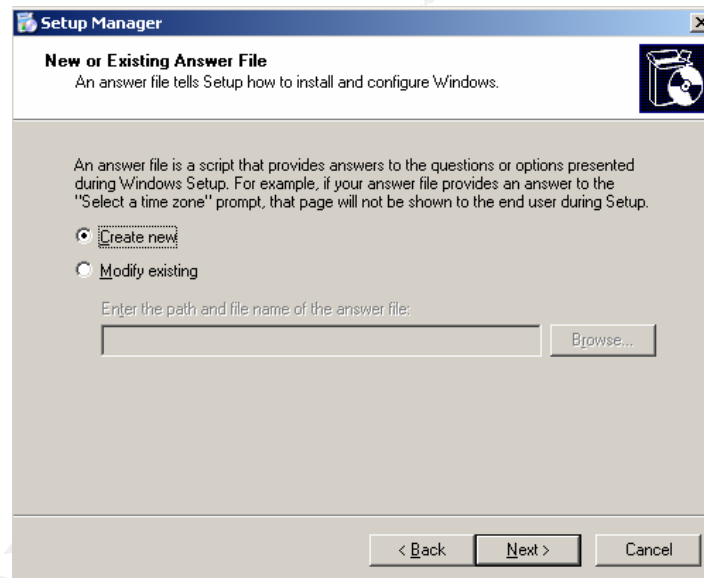 Setup Manager
New or Existing Answer File
An answer file tells Setup how to install and configure Windows.
An answer file is a script that provides answers to the questions or options presented
during Windows Setup. For example, if your answer file provides an answer to the
"Select a time zone" prompt, that page will not be shown to the end user during Setup.
Create new
Modify existing
Enter the path and file name of the answer file:
Browse...
< Back Next > Cancel